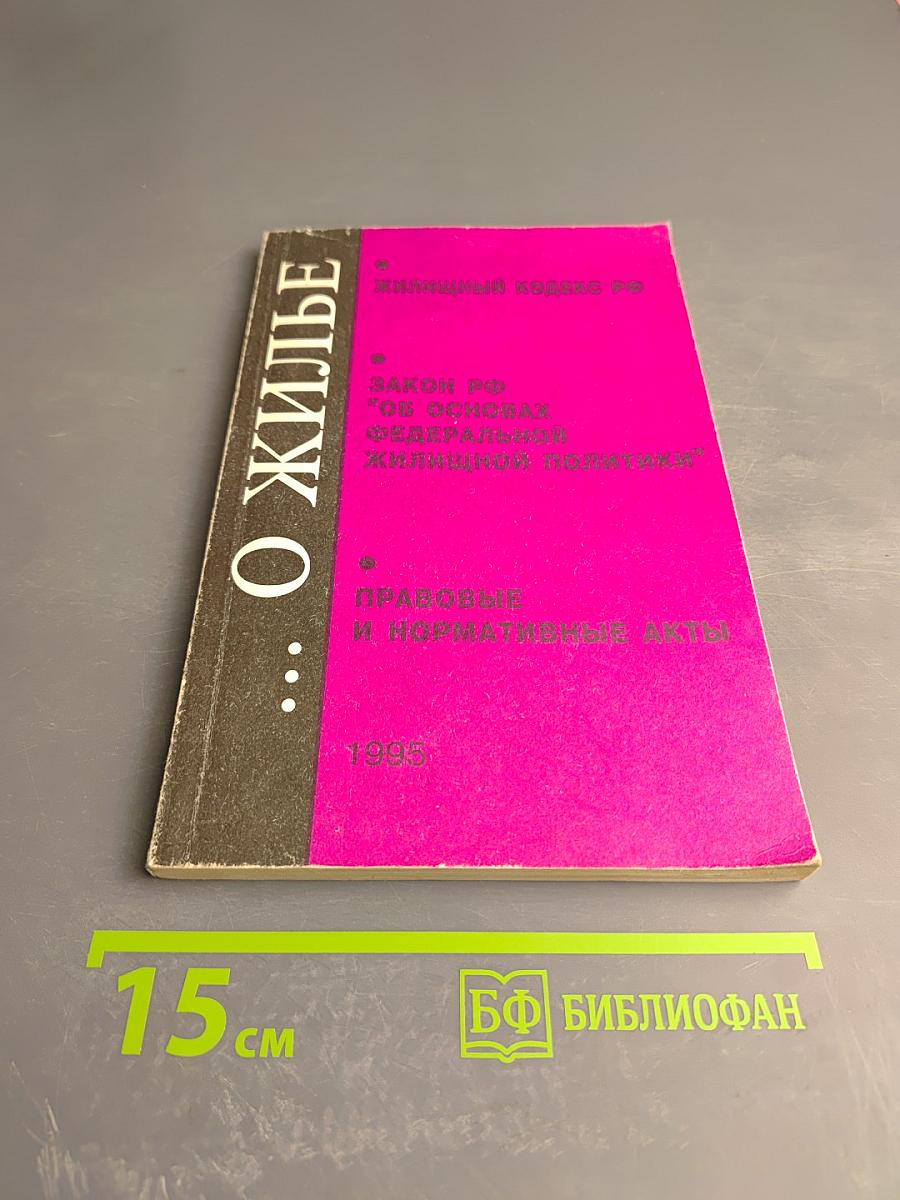 ... О ЖИЛЬЕ
ЖИЛИЩНЫЙ КОДЕКС РФ
ЗАКОН РФ
"ОБ ОСНОВАХ
ФЕДЕРАЛЬНОЙ
ЖИЛИЩНОЙ ПОЛИТИКИ"
ПРАВОВЫЕ
И НОРМАТИВНЫЕ АКТЫ
1995
15 см
БФ БИБЛИОФАН